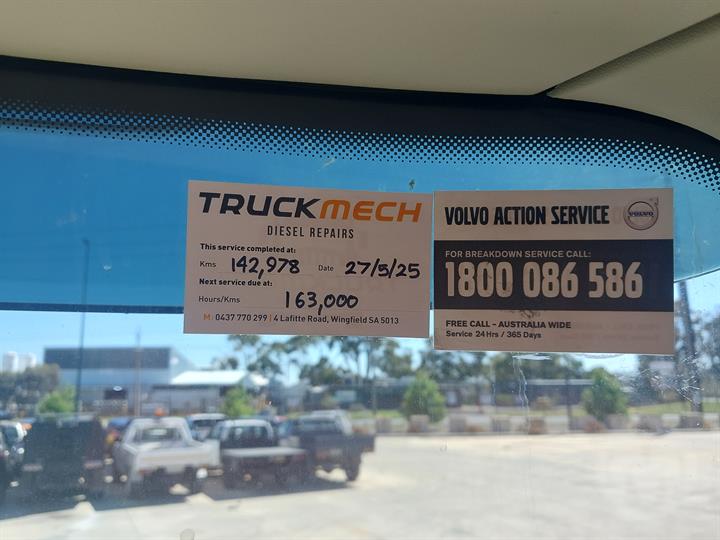 TRUCKMECH
DIESEL REPAIRS
This service completed at:
Kms 142,978 Date 27/5/25
Next service due at:
Hours/Kms 163,000
M: 0437 770 299 | 4 Lafitte Road, Wingfield SA 5013
VOLVO ACTION SERVICE
VOLVO
FOR BREAKDOWN SERVICE CALL:
1800 086 586
FREE CALL – AUSTRALIA WIDE
Service 24 Hrs / 365 Days